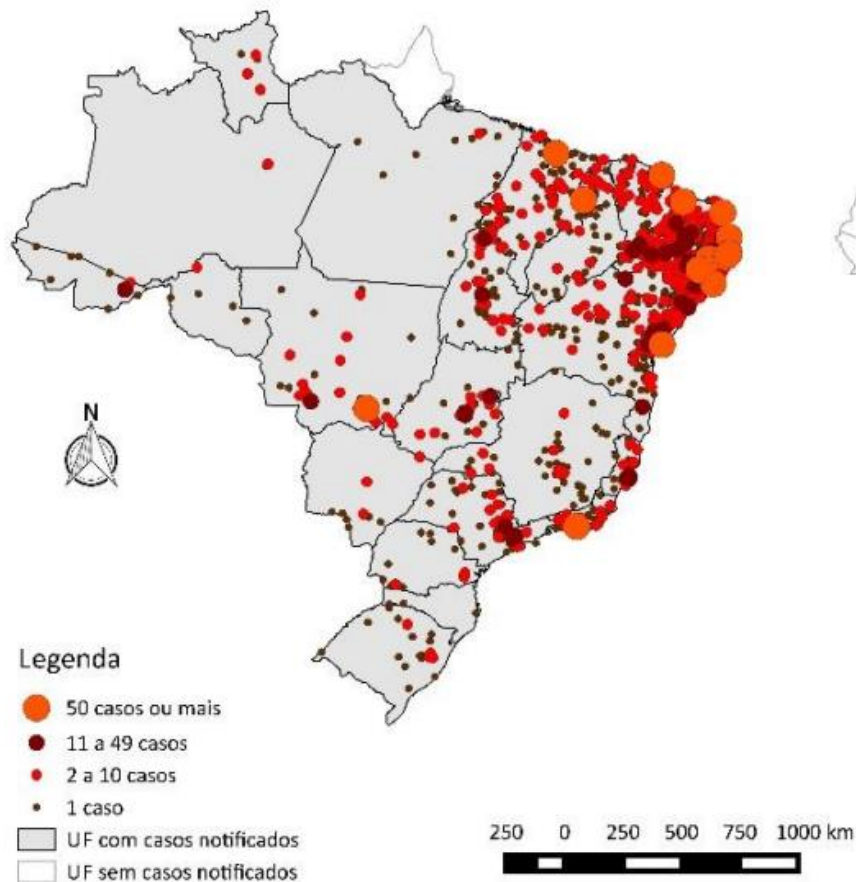 N
Legenda
50 casos ou mais
11 a 49 casos
2 a 10 casos
1 caso
UF com casos notificados
UF sem casos notificados
250 0 250 500 750 1000 km